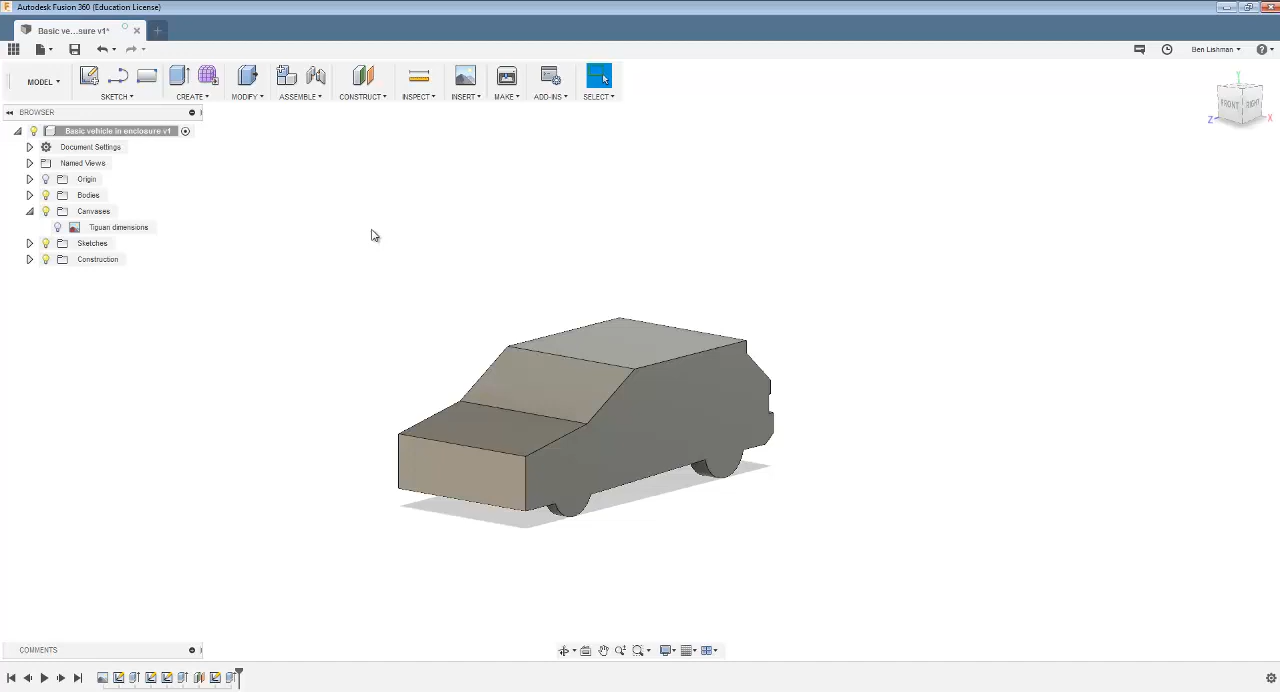 Autodesk Fusion 360 (Education License)
Basic ve...sure v1*
Ben Lishman
MODEL
SKETCH
CREATE
MODIFY
ASSEMBLE
CONSTRUCT
INSPECT
INSERT
MAKE
ADD-INS
SELECT
FRONT
RIGHT
Y
Z
X
BROWSER
Basic vehicle in enclosure v1
Document Settings
Named Views
Origin
Bodies
Canvases
Tiguan dimensions
Sketches
Construction
COMMENTS